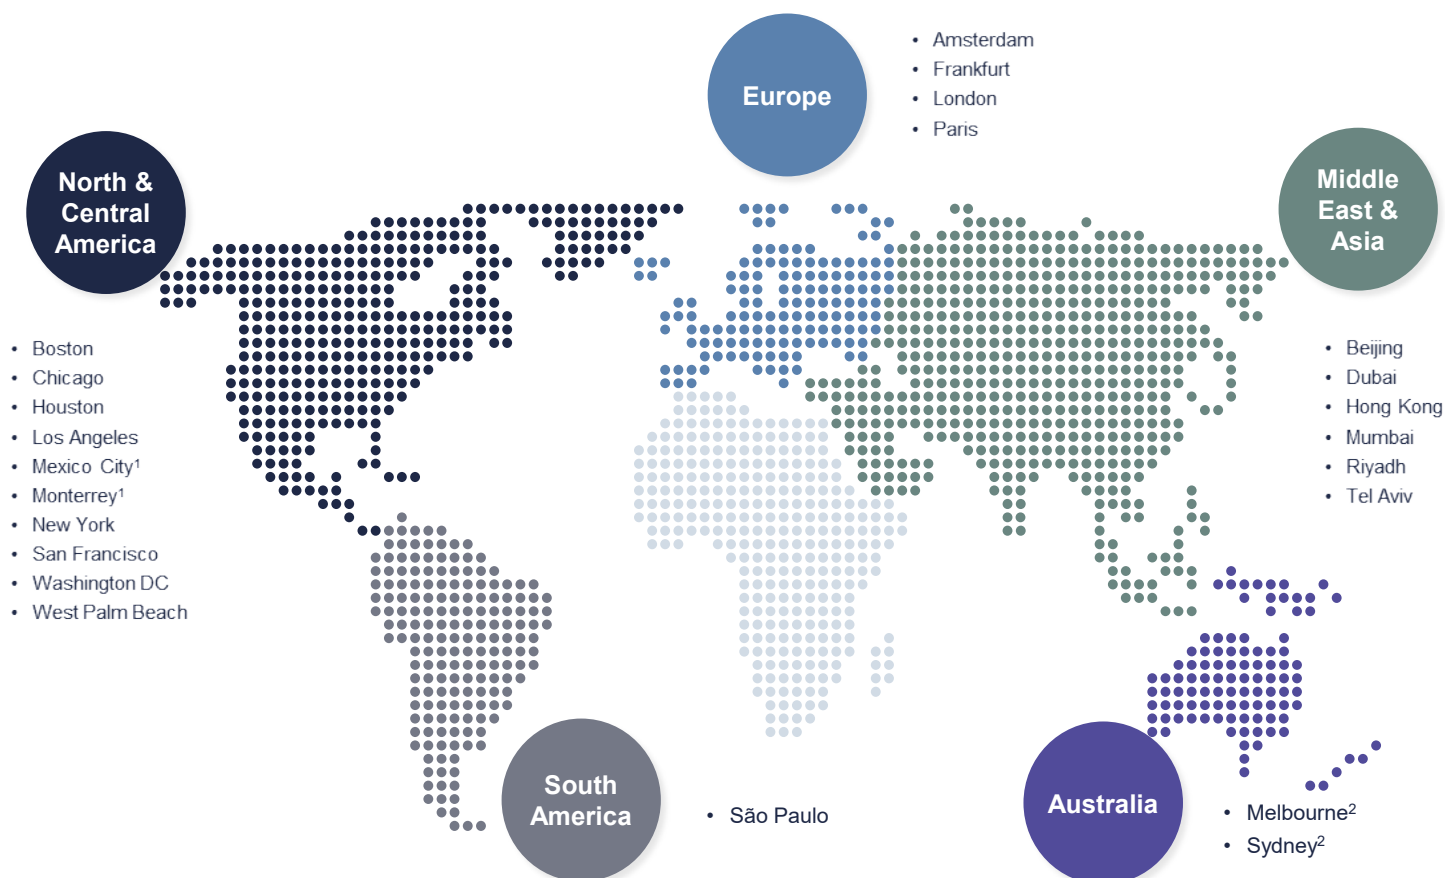 Europe
• Amsterdam
• Frankfurt
• London
• Paris
North &
Central
America
• Boston
• Chicago
• Houston
• Los Angeles
• Mexico City¹
• Monterrey¹
• New York
• San Francisco
• Washington DC
• West Palm Beach
Middle
East &
Asia
• Beijing
• Dubai
• Hong Kong
• Mumbai
• Riyadh
• Tel Aviv
South
America
• São Paulo
Australia
• Melbourne²
• Sydney²